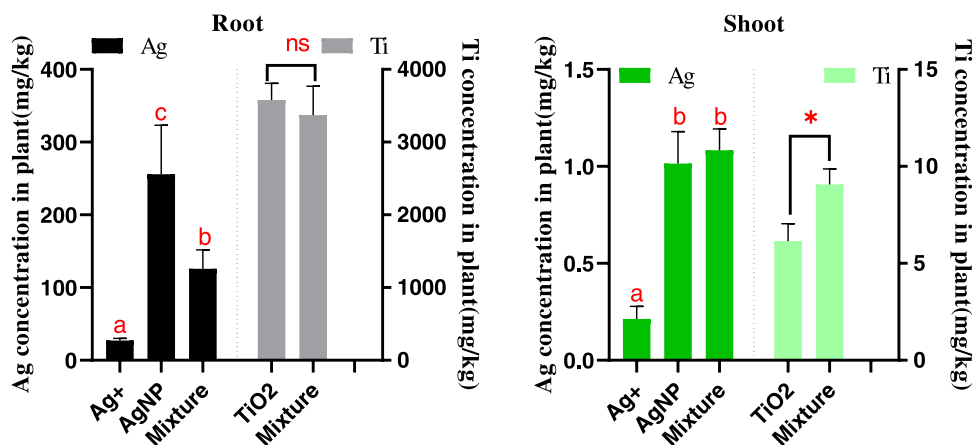 Root
Ag
Ti
ns
Ag concentration in plant(mg/kg)
400
300
200
100
0
a
c
b
4000
3000
2000
1000
0
Ti concentration in plant(mg/kg)
Ag+
AgNP
Mixture
TiO2
Mixture
Shoot
Ag
Ti
Ag concentration in plant(mg/kg)
1.5
1.0
0.5
0.0
a
b
b
*
15
10
5
0
Ti concentration in plant(mg/kg)
Ag+
AgNP
Mixture
TiO2
Mixture